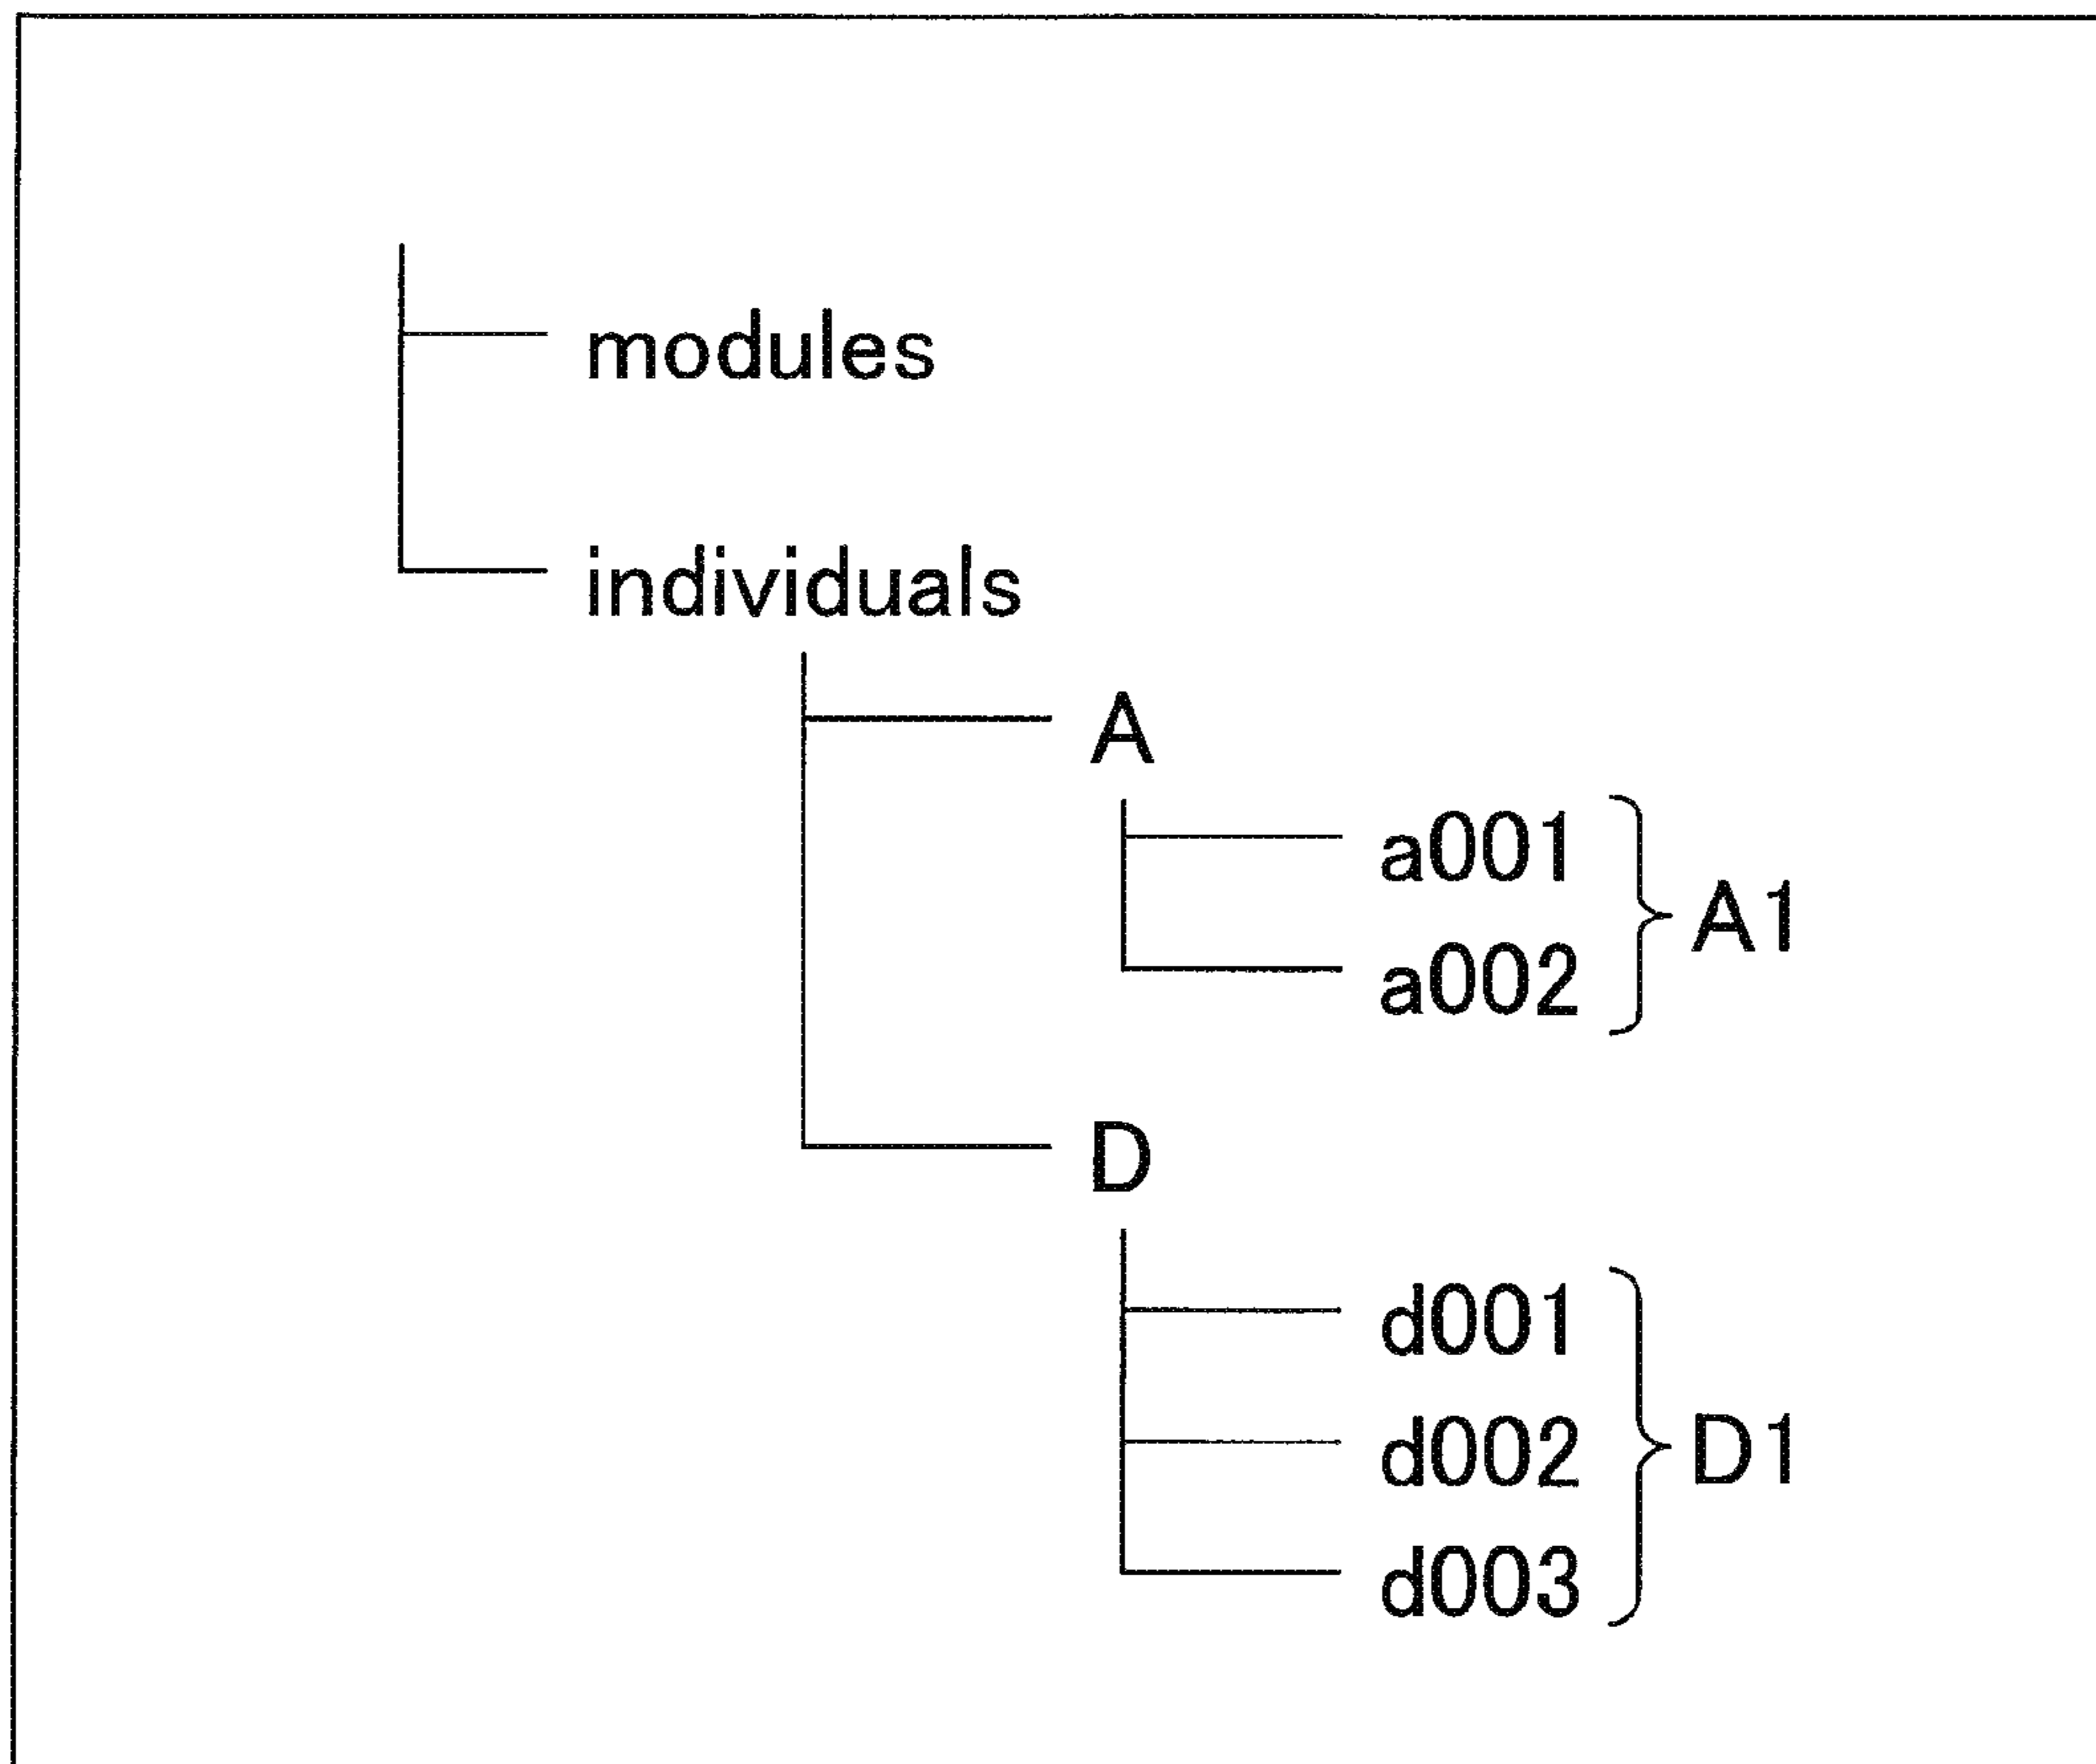 modules
individuals
A
a001
A1
a002
D
d001
d002
D1
d003